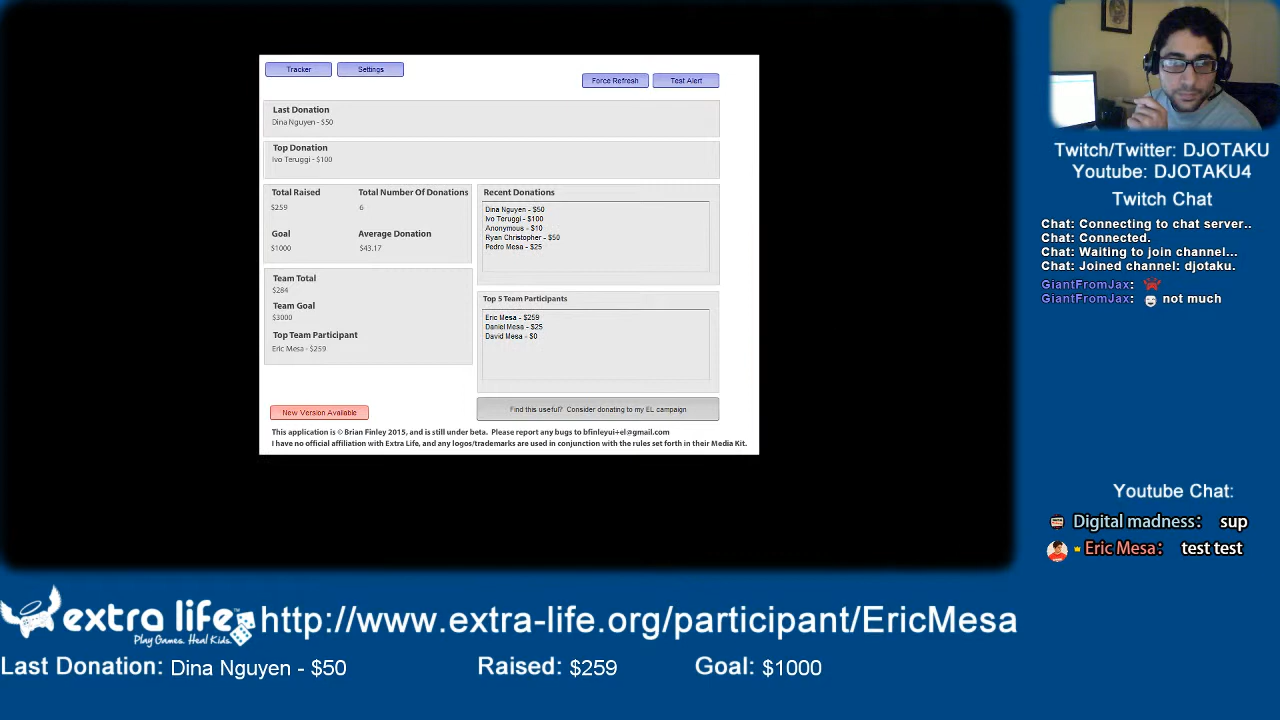 Tracker
Settings
Force Refresh
Test Alert
Last Donation
Dina Nguyen - $50
Top Donation
Ivo Teruggi - $100
Total Raised
Total Number Of Donations
$259
6
Goal
Average Donation
$1000
$43.17
Recent Donations
Dina Nguyen - $50
Ivo Teruggi - $100
Anonymous - $10
Ryan Christopher - $50
Pedro Mesa - $25
Team Total
$284
Team Goal
$3000
Top Team Participant
Eric Mesa - $259
Top 5 Team Participants
Eric Mesa - $259
Daniel Mesa - $25
David Mesa - $0
New Version Available
Find this useful? Consider donating to my EL campaign
This application is © Brian Finley 2015, and is still under beta. Please report any bugs to bfinleyui+el@gmail.com
I have no official affiliation with Extra Life, and any logos/trademarks are used in conjunction with the rules set forth in their Media Kit.
Twitch/Twitter: DJOTAKU
Youtube: DJOTAKU4
Twitch Chat
Chat: Connecting to chat server..
Chat: Connected.
Chat: Waiting to join channel...
Chat: Joined channel: djotaku.
GiantFromJax:
GiantFromJax: not much
Youtube Chat:
Digital madness: sup
Eric Mesa: test test
extra life
Play Games. Heal Kids.
http://www.extra-life.org/participant/EricMesa
Last Donation: Dina Nguyen - $50
Raised: $259
Goal: $1000